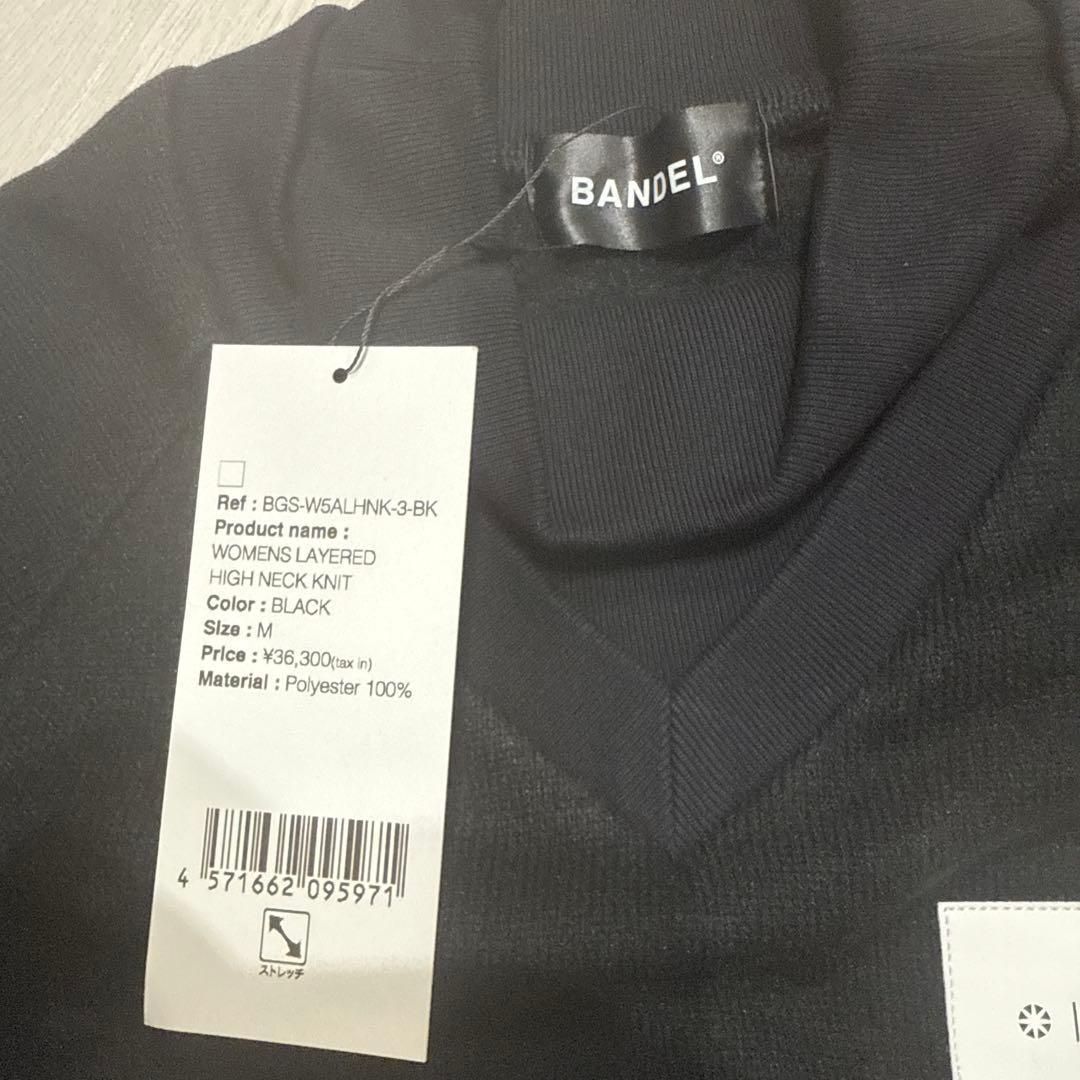 BANDEL®
Ref : BGS-W5ALHNK-3-BK
Product name :
WOMENS LAYERED
HIGH NECK KNIT
Color : BLACK
Size : M
Price : ¥36,300(tax in)
Material : Polyester 100%
4 571662 095971
ストレッチ